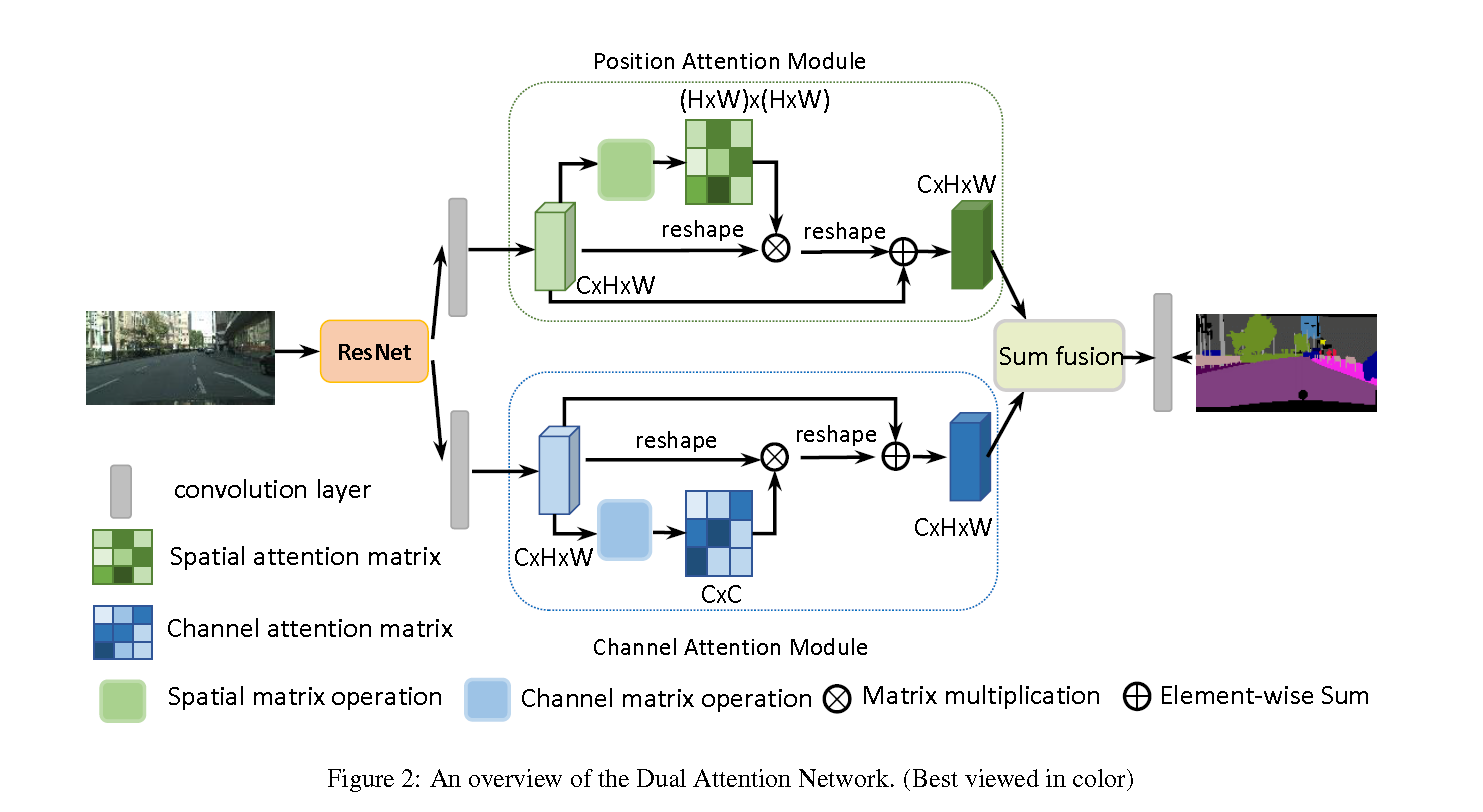 Position Attention Module
(HxW)x(HxW)
CxHxW
reshape
reshape
CxHxW
ResNet
Sum fusion
reshape
reshape
CxHxW
CxHxW
CxC
convolution layer
Spatial attention matrix
Channel attention matrix
Channel Attention Module
Spatial matrix operation
Channel matrix operation
Matrix multiplication
Element-wise Sum
Figure 2: An overview of the Dual Attention Network. (Best viewed in color)